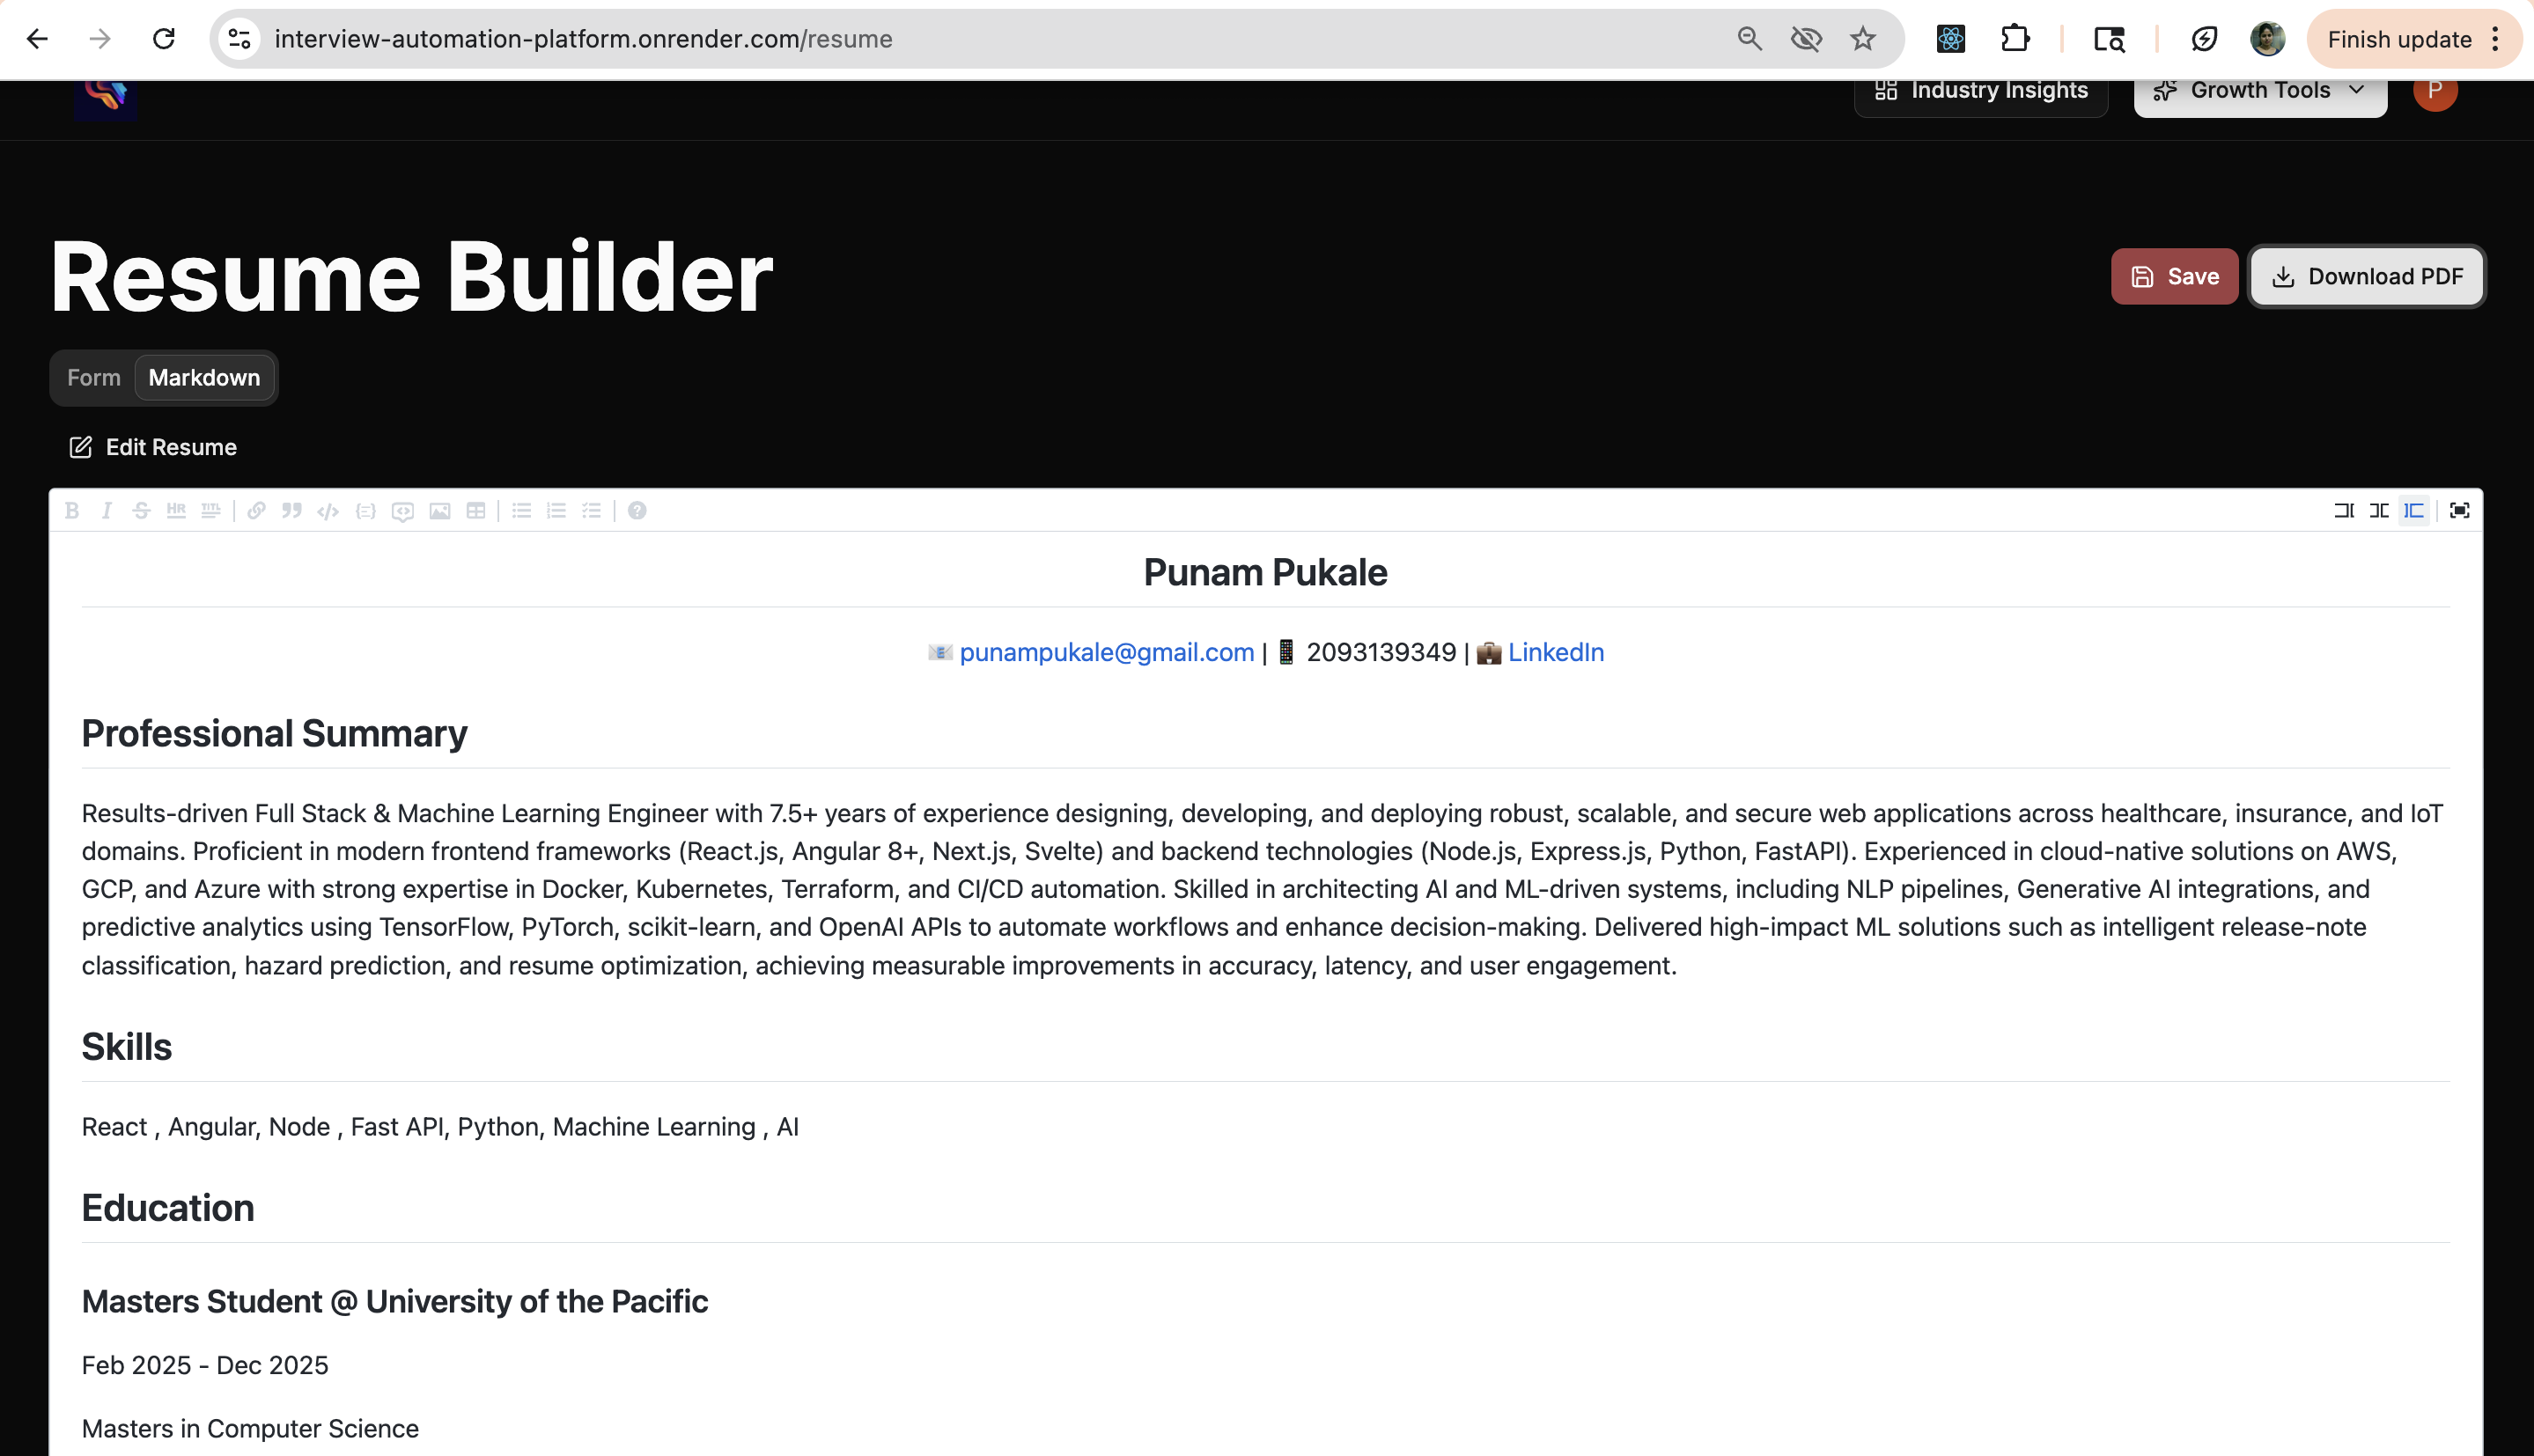 interview-automation-platform.onrender.com/resume
Finish update
Industry Insights
Growth Tools
P
Resume Builder
Save
Download PDF
Form
Markdown
Edit Resume
B I S HR TITL
Punam Pukale
📧 punampukale@gmail.com | 📱 2093139349 | 💼 LinkedIn
Professional Summary
Results-driven Full Stack & Machine Learning Engineer with 7.5+ years of experience designing, developing, and deploying robust, scalable, and secure web applications across healthcare, insurance, and IoT
domains. Proficient in modern frontend frameworks (React.js, Angular 8+, Next.js, Svelte) and backend technologies (Node.js, Express.js, Python, FastAPI). Experienced in cloud-native solutions on AWS,
GCP, and Azure with strong expertise in Docker, Kubernetes, Terraform, and CI/CD automation. Skilled in architecting AI and ML-driven systems, including NLP pipelines, Generative AI integrations, and
predictive analytics using TensorFlow, PyTorch, scikit-learn, and OpenAI APIs to automate workflows and enhance decision-making. Delivered high-impact ML solutions such as intelligent release-note
classification, hazard prediction, and resume optimization, achieving measurable improvements in accuracy, latency, and user engagement.
Skills
React , Angular, Node , Fast API, Python, Machine Learning , AI
Education
Masters Student @ University of the Pacific
Feb 2025 - Dec 2025
Masters in Computer Science